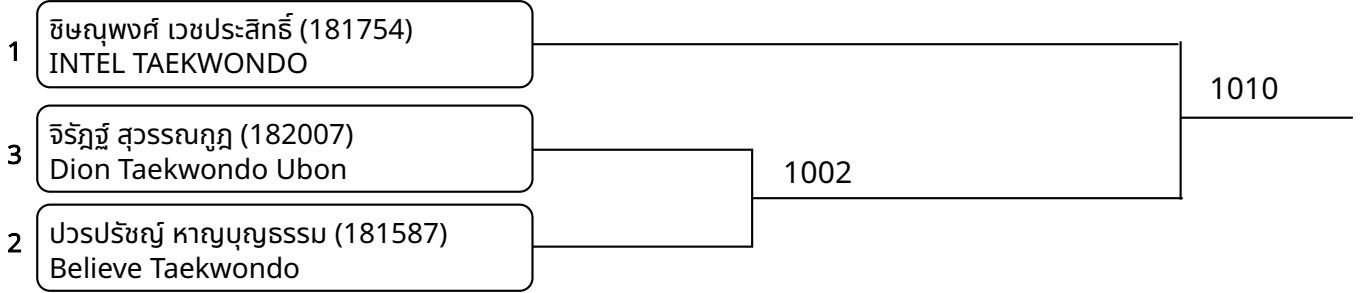 1
ชิษณุพงศ์ เวชประสิทธิ์ (181754)
INTEL TAEKWONDO
1010
3
จิรัฎฐ์ สุวรรณกูฎ (182007)
Dion Taekwondo Ubon
1002
2
ปวรปรัชญ์ หาญบุญธรรม (181587)
Believe Taekwondo